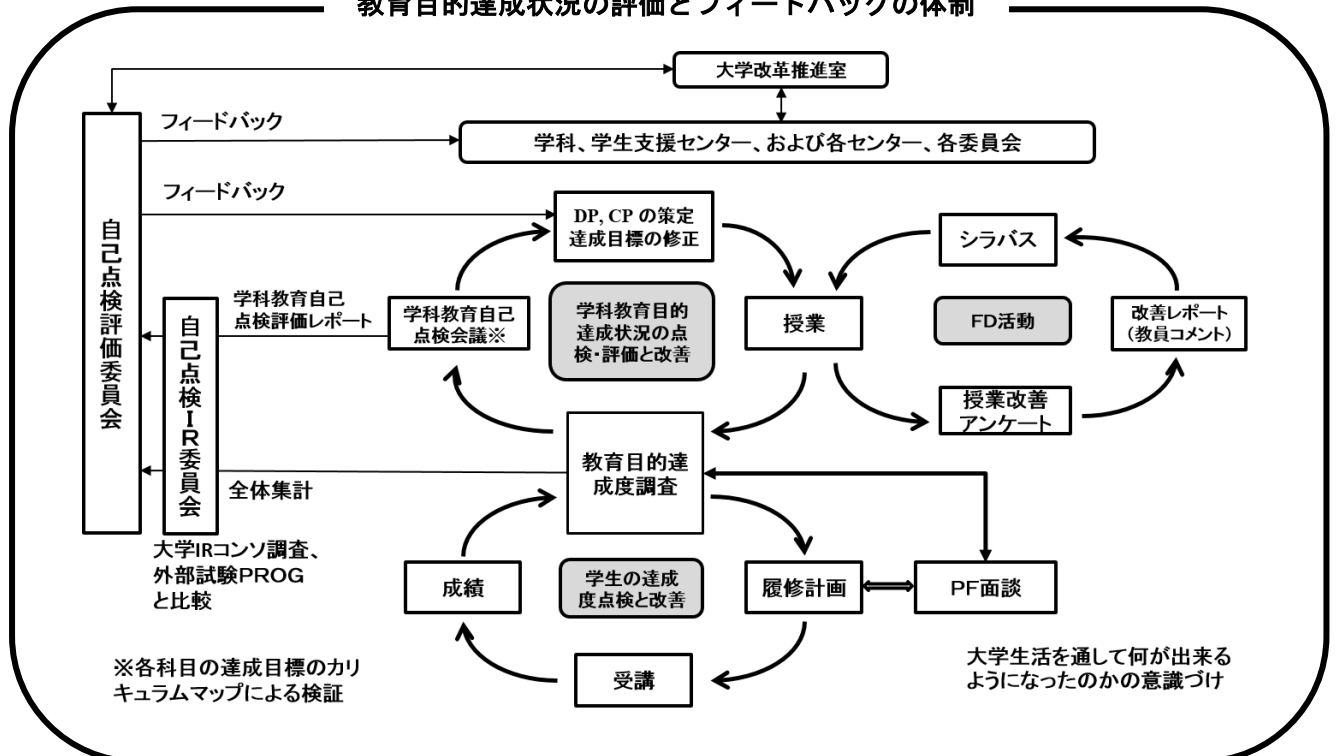 教育目的達成状況の評価とフィードバックの体制
大学改革推進室
フィードバック
学科、学生支援センター、および各センター、各委員会
フィードバック
DP, CP の策定
達成目標の修正
シラバス
自己点検評価委員会
自己点検IR委員会
学科教育自己
点検評価レポート
学科教育自己
点検会議※
学科教育目的
達成状況の点
検・評価と改善
授業
FD活動
改善レポート
(教員コメント)
授業改善
アンケート
教育目的達
成度調査
全体集計
大学IRコンソ調査、
外部試験PROG
と比較
成績
学生の達成
度点検と改善
履修計画
PF面談
受講
※各科目の達成目標のカリ
キュラムマップによる検証
大学生活を通して何が出来る
ようになったのかの意識づけ